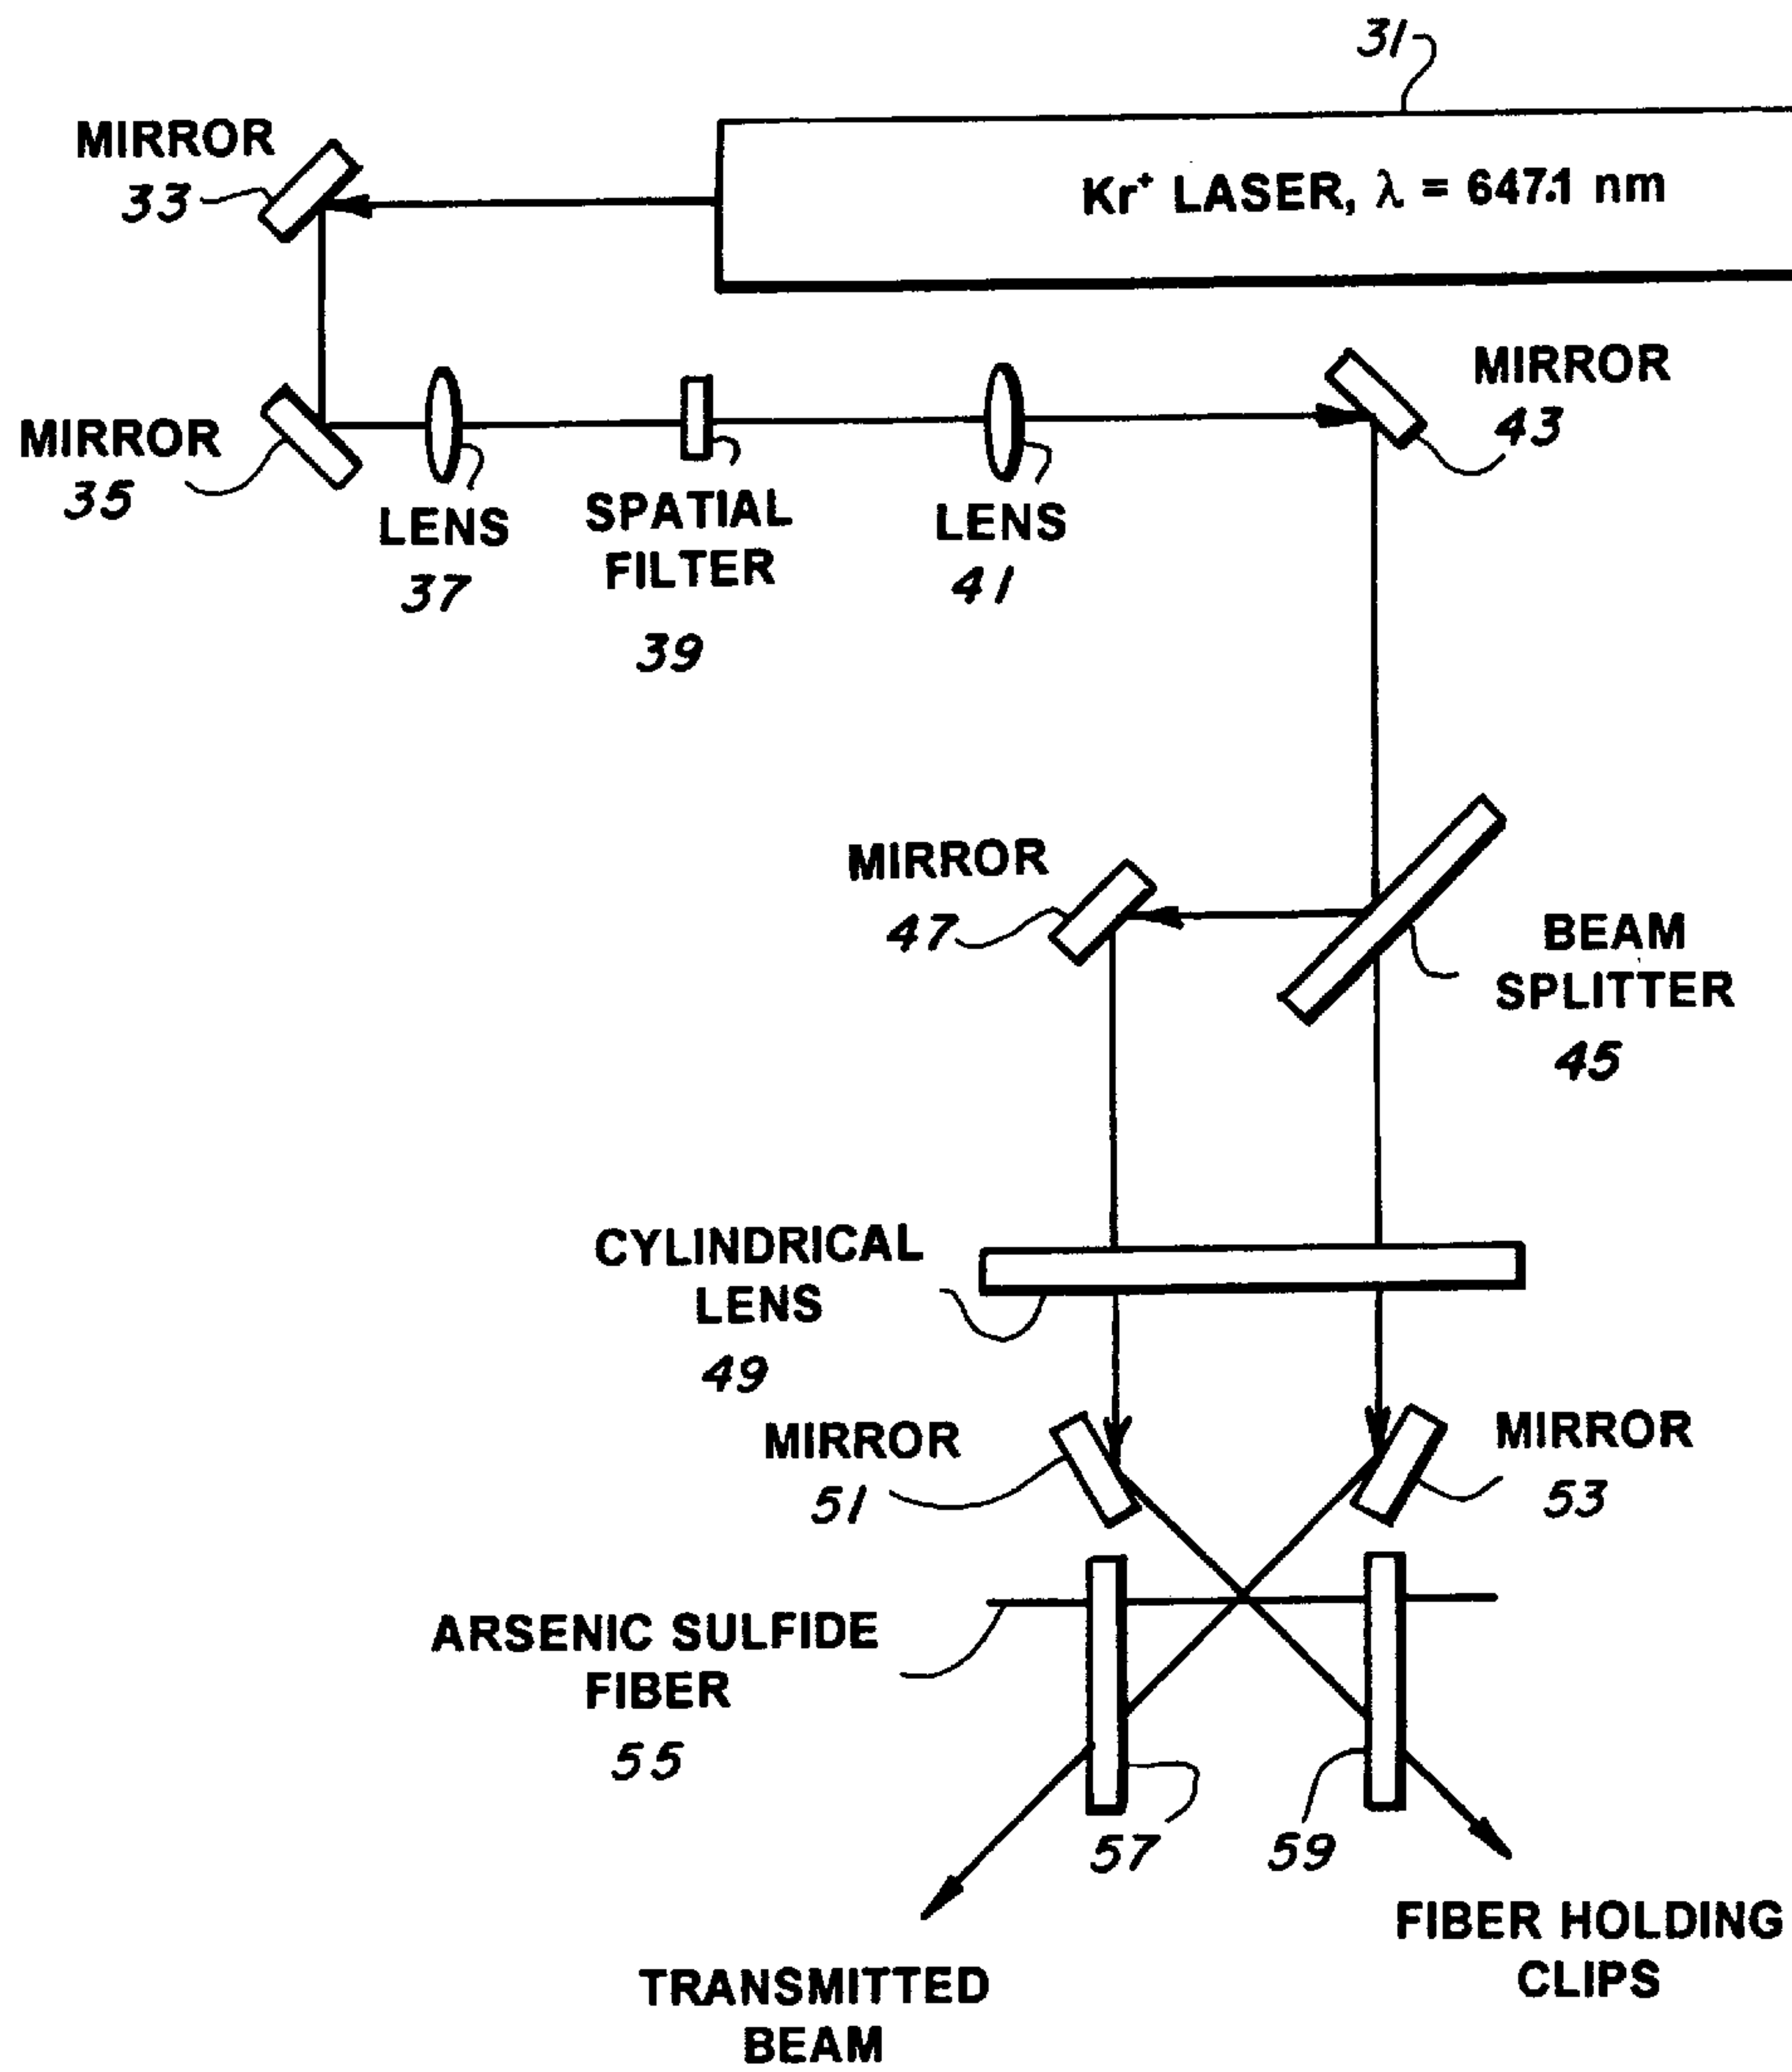 31
Kr+ LASER, λ = 647.1 nm
MIRROR
33
MIRROR
35
LENS
37
SPATIAL
FILTER
39
LENS
41
MIRROR
43
MIRROR
47
BEAM
SPLITTER
45
CYLINDRICAL
LENS
49
MIRROR
51
MIRROR
53
ARSENIC SULFIDE
FIBER
55
57
59
FIBER HOLDING
CLIPS
TRANSMITTED
BEAM